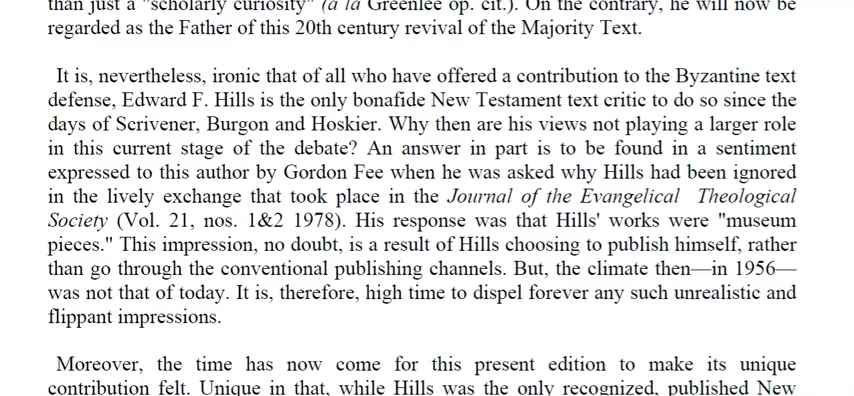 than just a "scholarly curiosity" (a la Greenlee op. cit.). On the contrary, he will now be
regarded as the Father of this 20th century revival of the Majority Text.
It is, nevertheless, ironic that of all who have offered a contribution to the Byzantine text
defense, Edward F. Hills is the only bonafide New Testament text critic to do so since the
days of Scrivener, Burgon and Hoskier. Why then are his views not playing a larger role
in this current stage of the debate? An answer in part is to be found in a sentiment
expressed to this author by Gordon Fee when he was asked why Hills had been ignored
in the lively exchange that took place in the Journal of the Evangelical Theological
Society (Vol. 21, nos. 1&2 1978). His response was that Hills' works were "museum
pieces." This impression, no doubt, is a result of Hills choosing to publish himself, rather
than go through the conventional publishing channels. But, the climate then—in 1956—
was not that of today. It is, therefore, high time to dispel forever any such unrealistic and
flippant impressions.
Moreover, the time has now come for this present edition to make its unique
contribution felt. Unique in that, while Hills was the only recognized, published New